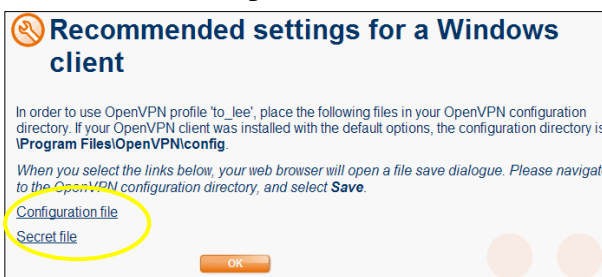 Recommended settings for a Windows
client
In order to use OpenVPN profile 'to_lee', place the following files in your OpenVPN configuration
directory. If your OpenVPN client was installed with the default options, the configuration directory is
\Program Files\OpenVPN\config.
When you select the links below, your web browser will open a file save dialogue. Please navigat
to the OpenVPN configuration directory, and select Save.
Configuration file
Secret file
OK